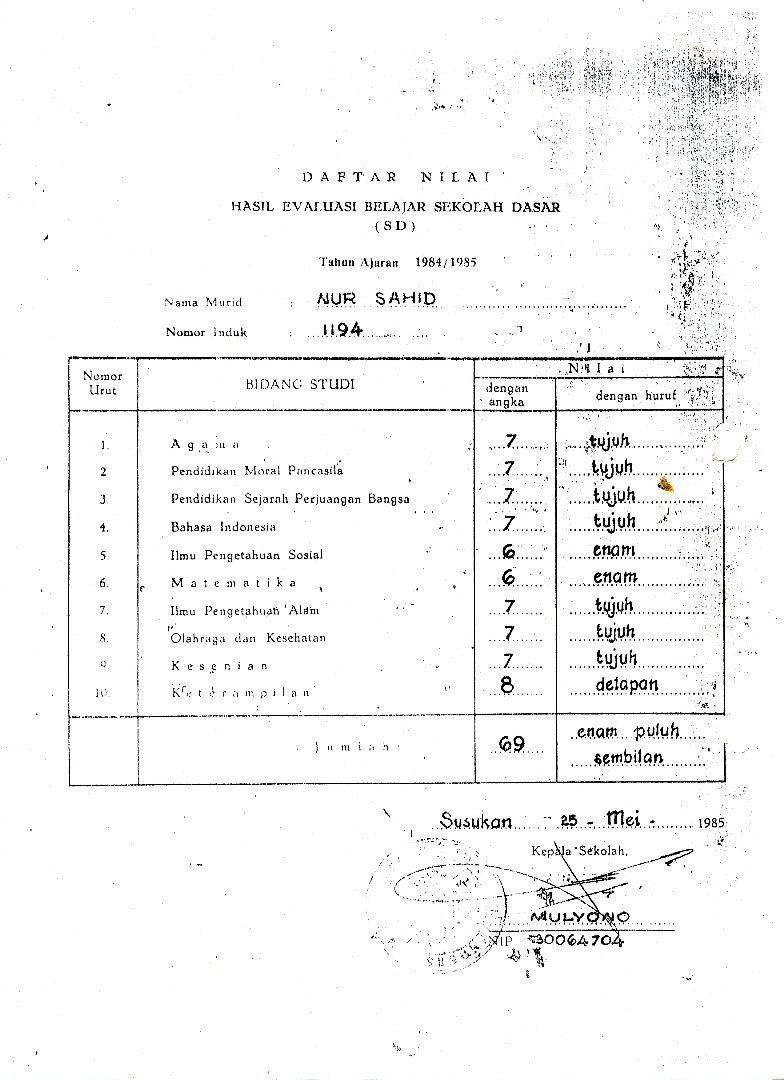 DAFTAR NILAI
HASIL EVALUASI BELAJAR SEKOLAH DASAR
(SD)
Tahun Ajaran 1984/1985
Nama Murid : NUR SAHID
Nomor Induk : 1194
Nomor Urut BIDANG STUDI Nilai
dengan angka dengan huruf
1. Agama 7 tujuh
2 Pendidikan Moral Pancasila 7 tujuh
3. Pendidikan Sejarah Perjuangan Bangsa 7 tujuh
4. Bahasa Indonesia 7 tujuh
5. Ilmu Pengetahuan Sosial 6 enam
6. Matematika 6 enam
7. Ilmu Pengetahuan Alam 7 tujuh
8. Olahraga dan Kesehatan 7 tujuh
9. Kesenian 7 tujuh
10. Keterampilan 8 delapan
Jumlah : 69 enam puluh sembilan
Susukan - 25 - Mei - 1985
Kepala Sekolah,
MULYONO
NIP 30064704